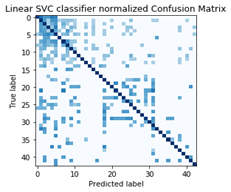 Linear SVC classifier normalized Confusion Matrix
0
5
10
15
20
25
30
35
40
True label
0 10 20 30 40
Predicted label